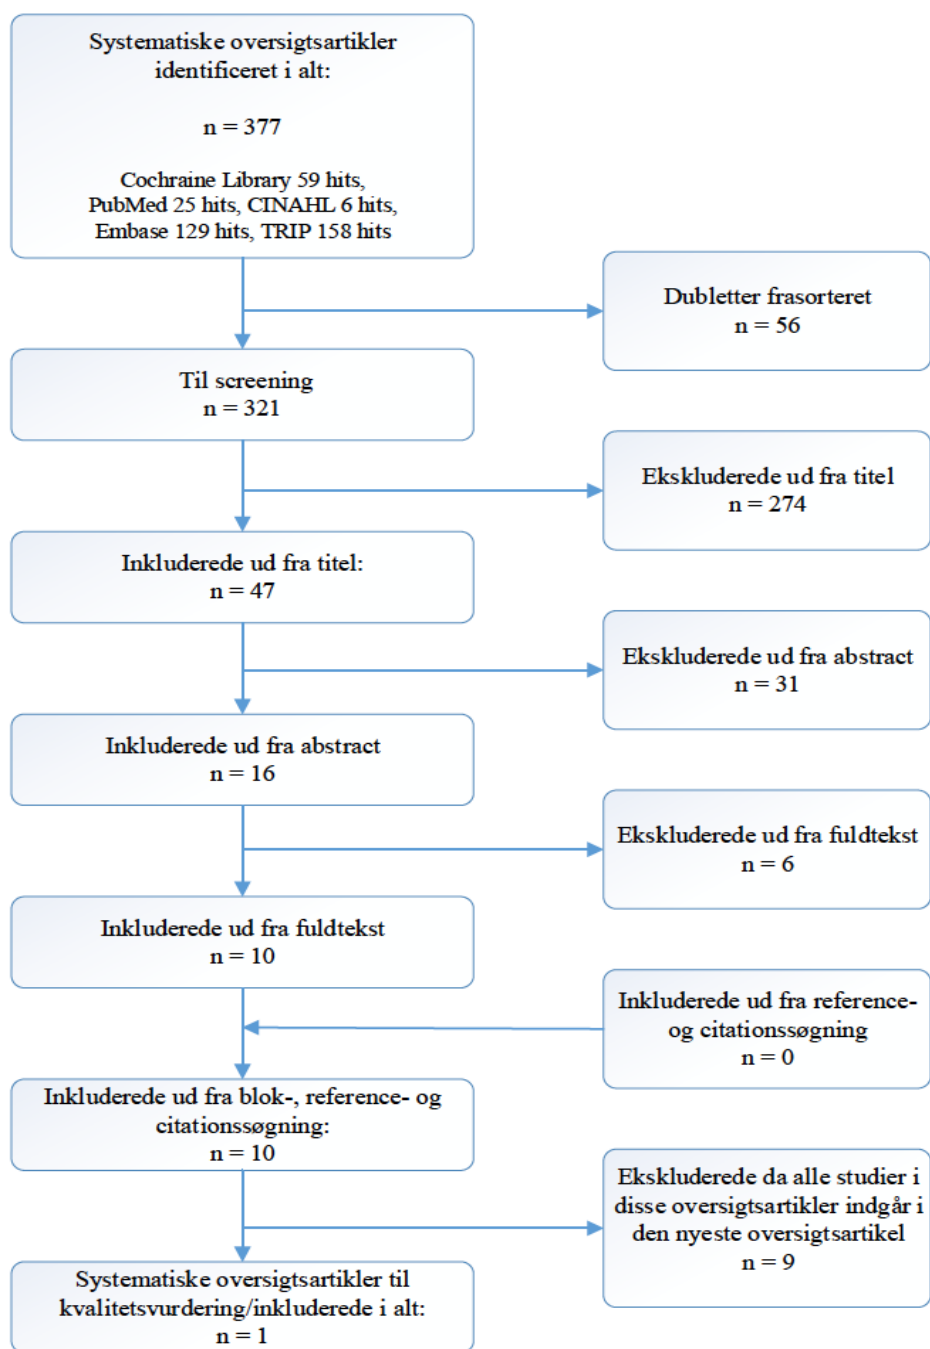 Systematiske oversigtsartikler
identificeret i alt:
n = 377
Cochraine Library 59 hits,
PubMed 25 hits, CINAHL 6 hits,
Embase 129 hits, TRIP 158 hits
Dubletter frasorteret
n = 56
Til screening
n = 321
Ekskluderede ud fra titel
n = 274
Inkluderede ud fra titel:
n = 47
Ekskluderede ud fra abstract
n = 31
Inkluderede ud fra abstract
n = 16
Ekskluderede ud fra fuldtekst
n = 6
Inkluderede ud fra fuldtekst
n = 10
Inkluderede ud fra reference-
og citationssøgning
n = 0
Inkluderede ud fra blok-, reference- og
citationssøgning:
n = 10
Ekskluderede da alle studier i
disse oversigtsartikler indgår i
den nyeste oversigtsartikel
n = 9
Systematiske oversigtsartikler til
kvalitetsvurdering/inkluderede i alt:
n = 1